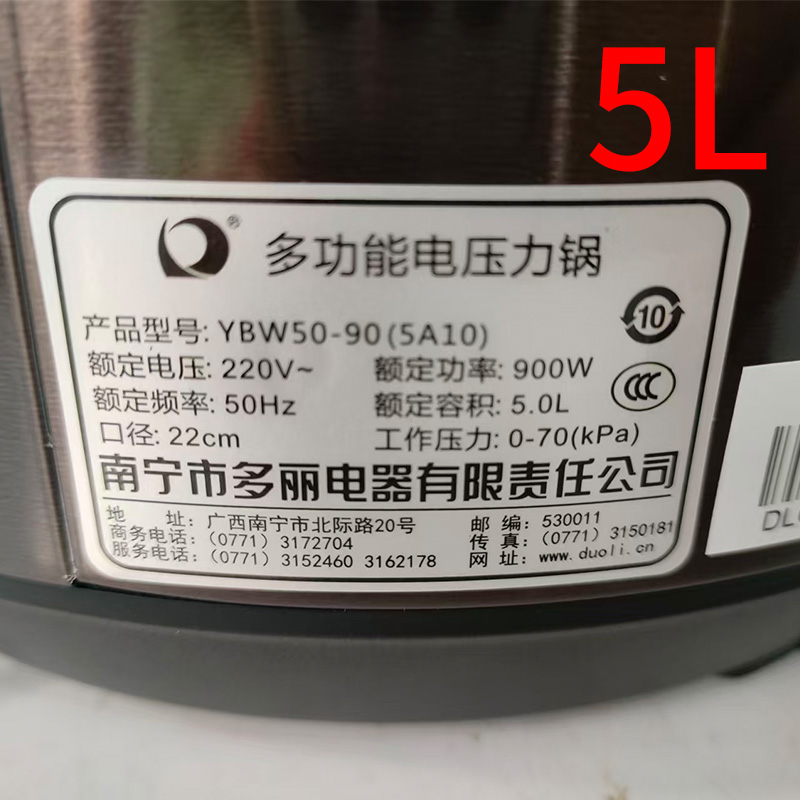 5L
® 多功能电压力锅
产品型号: YBW50-90(5A10)
10
额定电压: 220V~ 额定功率: 900W
额定频率: 50Hz 额定容积: 5.0L
CCC
口径: 22cm 工作压力: 0-70(kPa)
南宁市多丽电器有限责任公司
地 址: 广西南宁市北际路20号 邮 编: 530011
商务电话: (0771) 3172704 传 真: (0771) 3150181
服务电话: (0771) 3152460 3162178 网址: www.duoli.cn